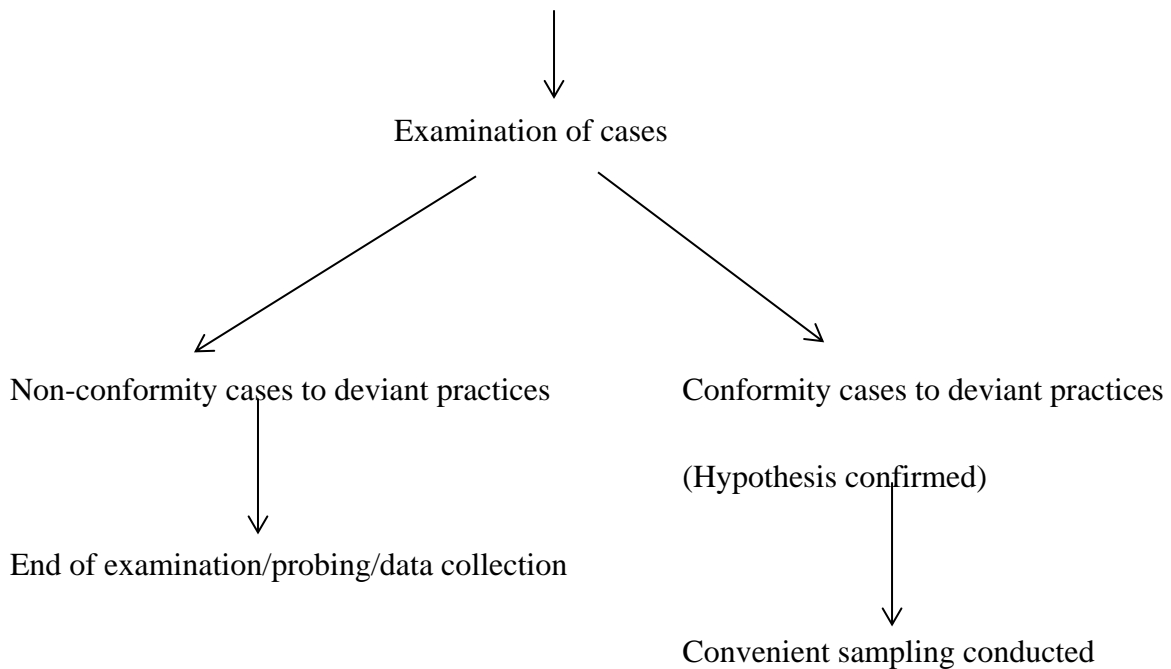 Examination of cases
Non-conformity cases to deviant practices
Conformity cases to deviant practices
(Hypothesis confirmed)
End of examination/probing/data collection
Convenient sampling conducted